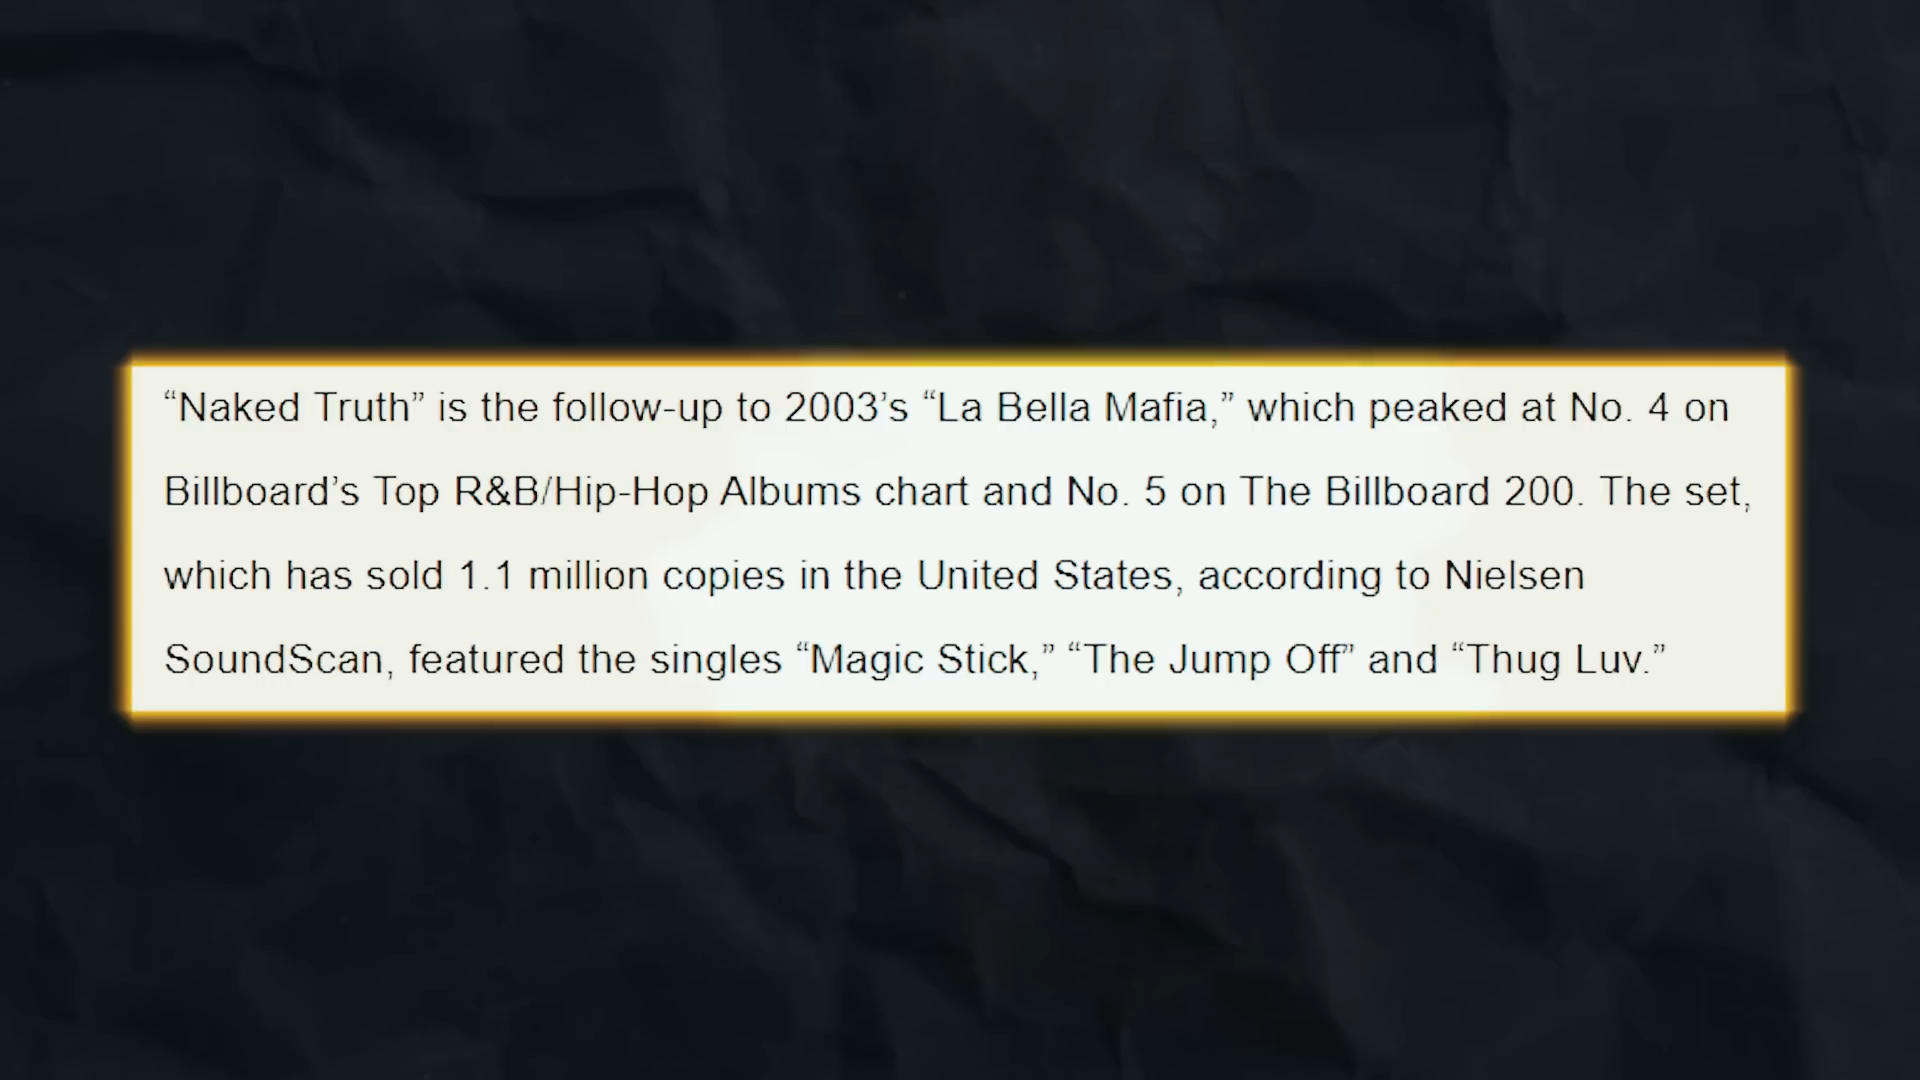 “Naked Truth” is the follow-up to 2003’s “La Bella Mafia,” which peaked at No. 4 on
Billboard’s Top R&B/Hip-Hop Albums chart and No. 5 on The Billboard 200. The set,
which has sold 1.1 million copies in the United States, according to Nielsen
SoundScan, featured the singles “Magic Stick,” “The Jump Off” and “Thug Luv.”